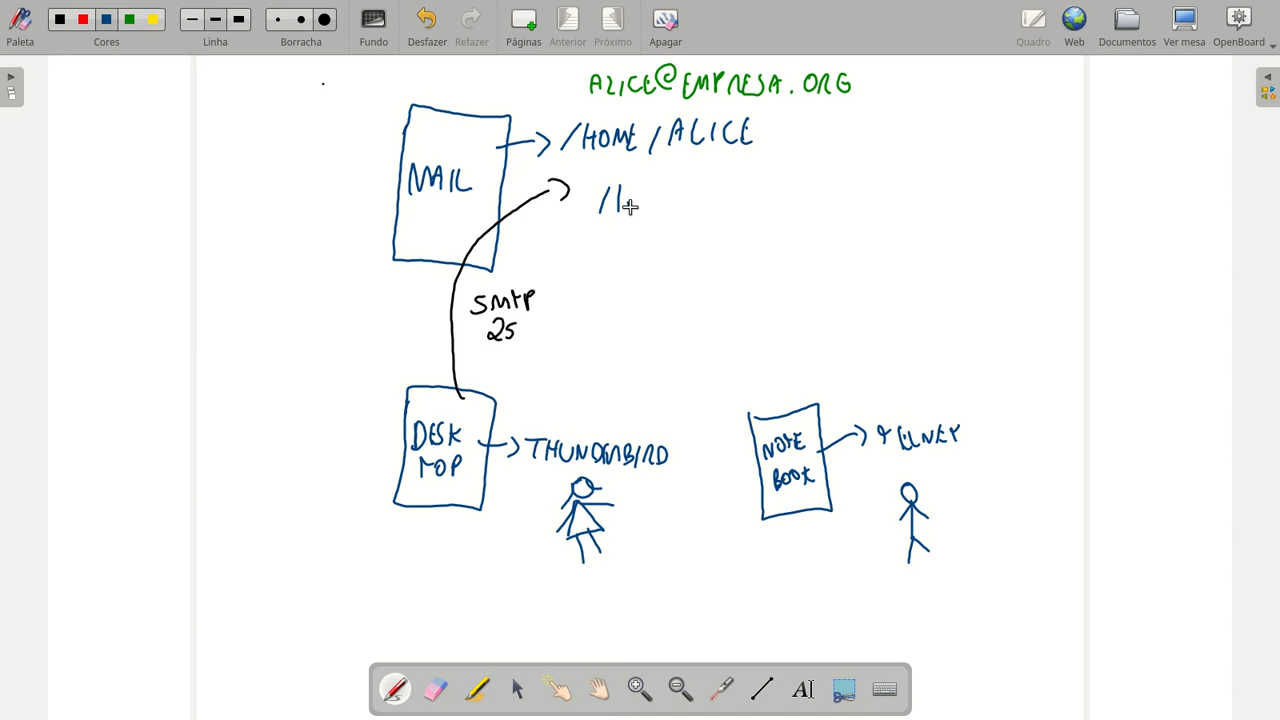 Paleta
Cores
Linha
Borracha
Fundo
Desfazer
Refazer
Páginas
Anterior
Próximo
Apagar
Quadro
Web
Documentos
Ver mesa
OpenBoard
ALICE@EMPRESA.ORG
MAIL
/HOME/ALICE
SMTP
25
DESK
TOP
THUNDERBIRD
NOTE
BOOK
TELNET